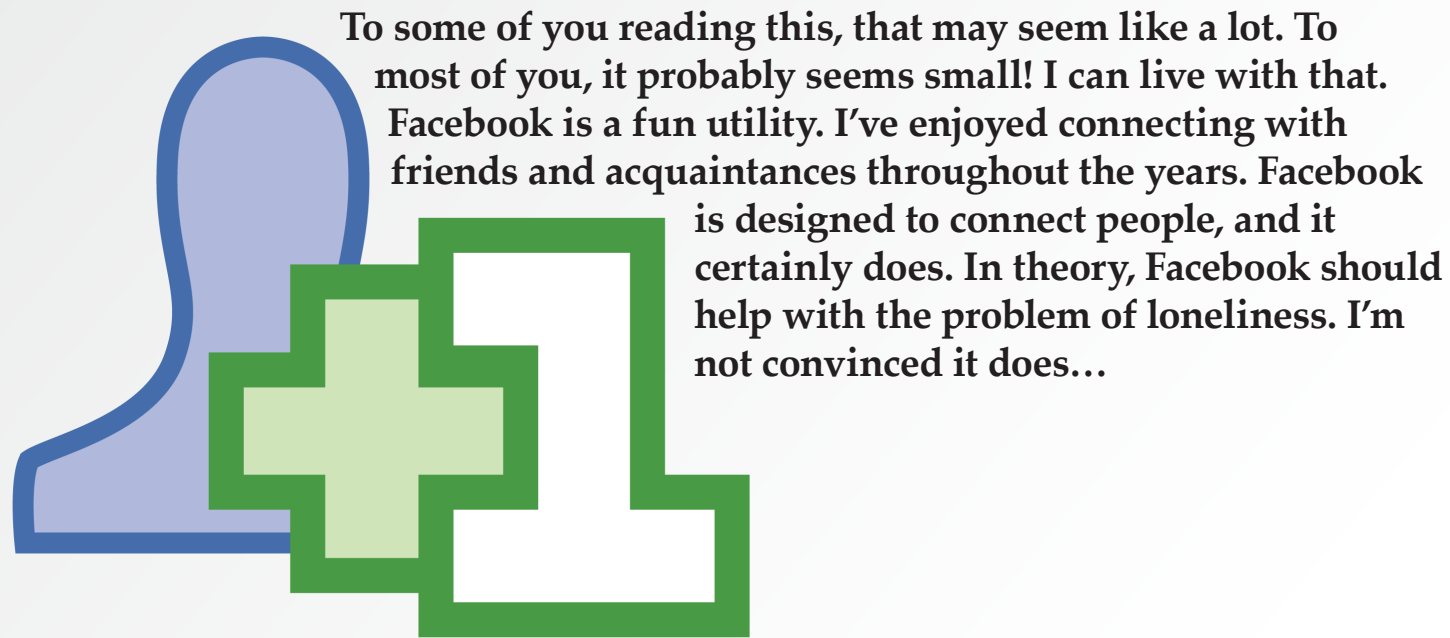 To some of you reading this, that may seem like a lot. To
most of you, it probably seems small! I can live with that.
Facebook is a fun utility. I’ve enjoyed connecting with
friends and acquaintances throughout the years. Facebook
is designed to connect people, and it
certainly does. In theory, Facebook should
help with the problem of loneliness. I’m
not convinced it does…
+1